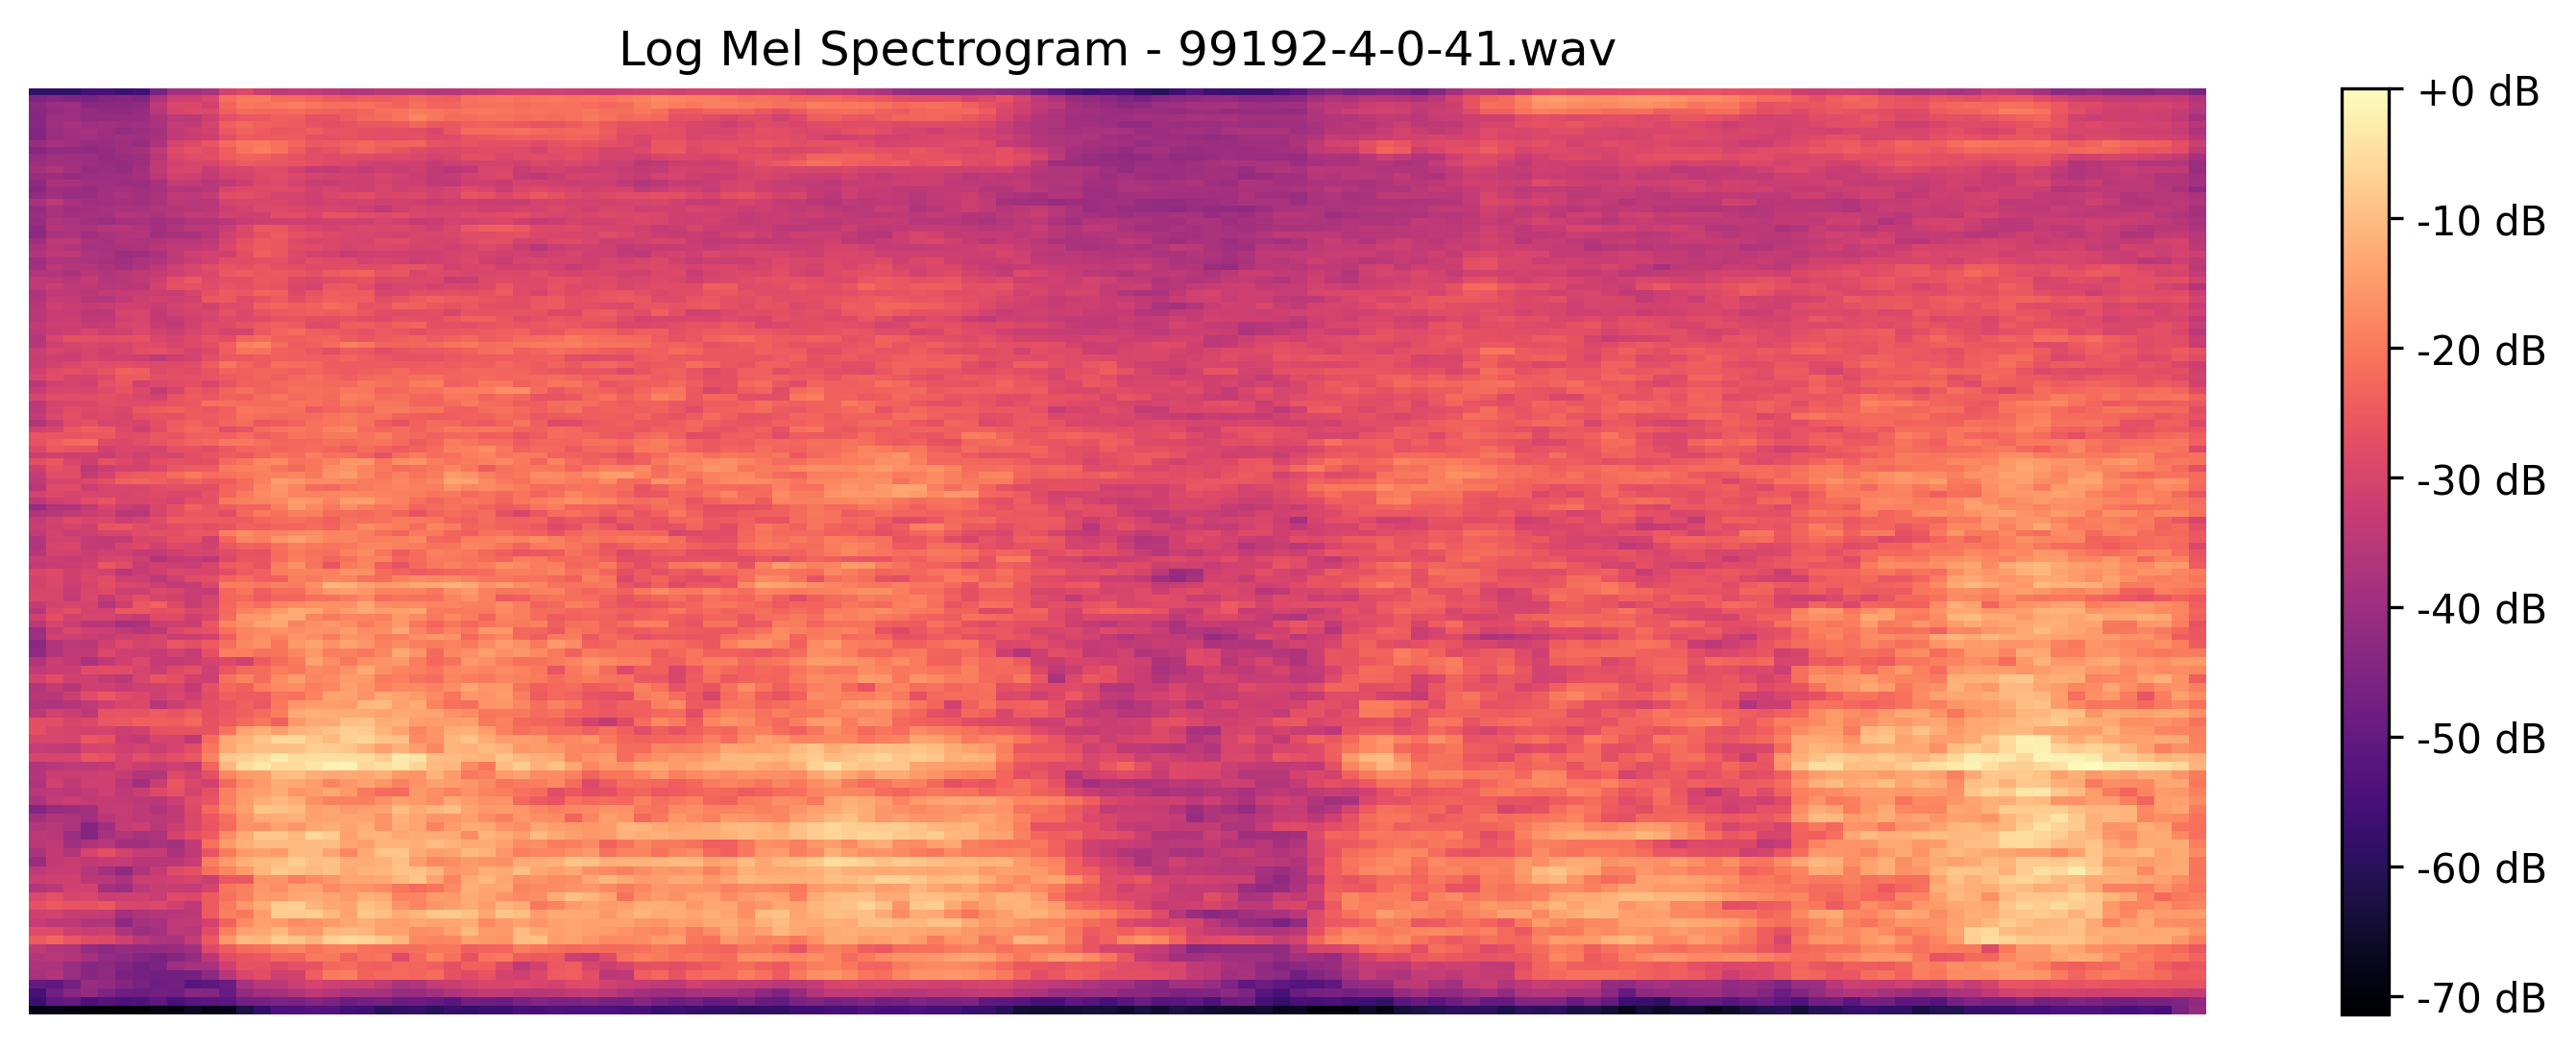 Log Mel Spectrogram - 99192-4-0-41.wav
+0 dB
-10 dB
-20 dB
-30 dB
-40 dB
-50 dB
-60 dB
-70 dB